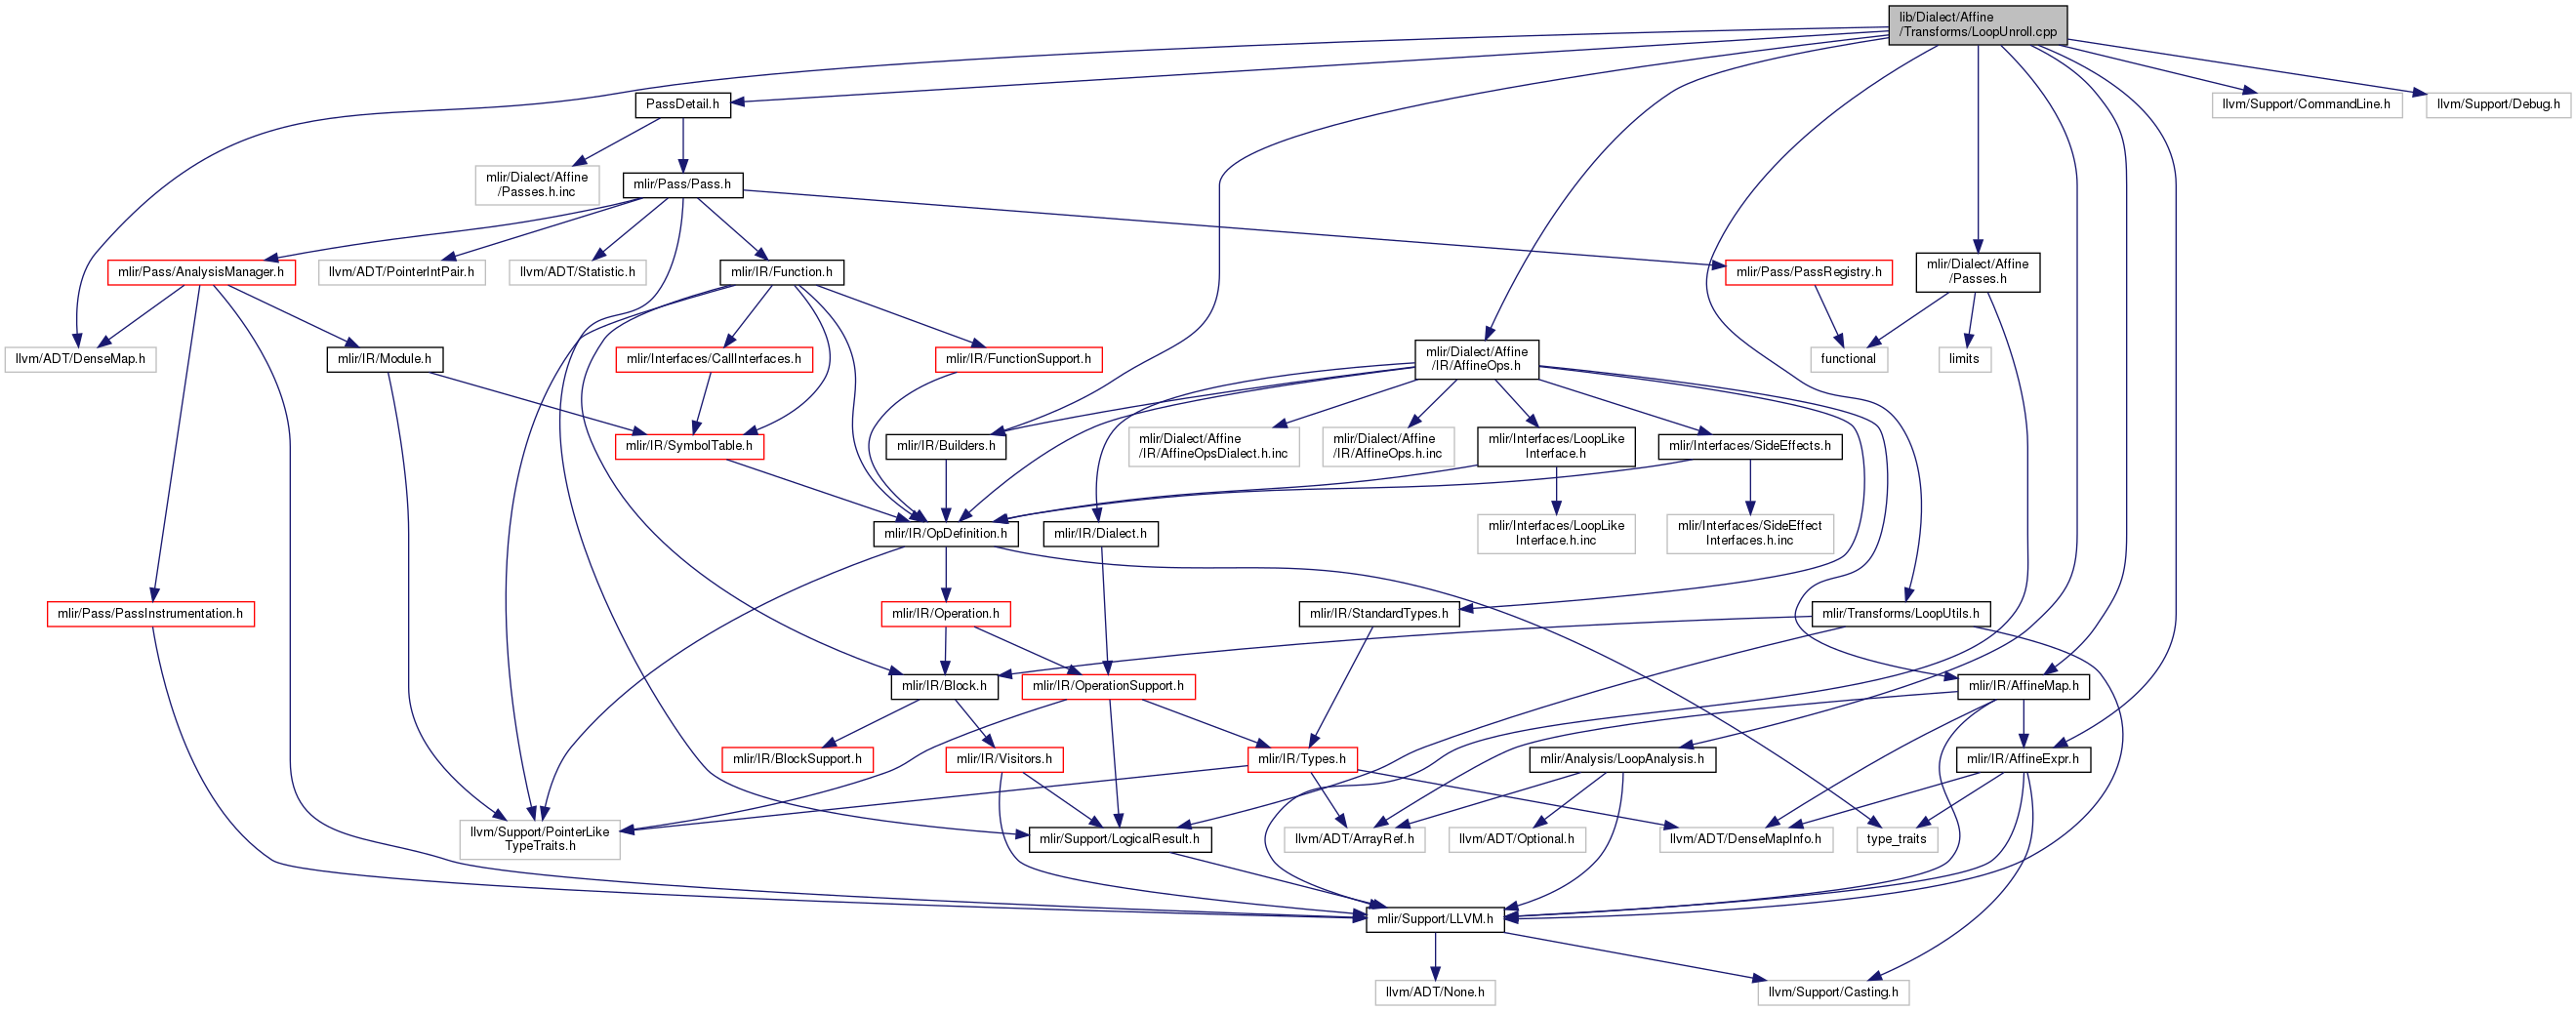 lib/Dialect/Affine
/Transforms/LoopUnroll.cpp
PassDetail.h
llvm/Support/CommandLine.h
llvm/Support/Debug.h
mlir/Dialect/Affine
/Passes.h.inc
mlir/Pass/Pass.h
mlir/Pass/AnalysisManager.h
llvm/ADT/PointerIntPair.h
llvm/ADT/Statistic.h
mlir/IR/Function.h
mlir/Pass/PassRegistry.h
mlir/Dialect/Affine
/Passes.h
llvm/ADT/DenseMap.h
mlir/IR/Module.h
mlir/Interfaces/CallInterfaces.h
mlir/IR/FunctionSupport.h
mlir/Dialect/Affine
/IR/AffineOps.h
functional
limits
mlir/IR/SymbolTable.h
mlir/IR/Builders.h
mlir/Dialect/Affine
/IR/AffineOpsDialect.h.inc
mlir/Dialect/Affine
/IR/AffineOps.h.inc
mlir/Interfaces/LoopLike
Interface.h
mlir/Interfaces/SideEffects.h
mlir/IR/OpDefinition.h
mlir/IR/Dialect.h
mlir/Interfaces/LoopLike
Interface.h.inc
mlir/Interfaces/SideEffect
Interfaces.h.inc
mlir/Pass/PassInstrumentation.h
mlir/IR/Operation.h
mlir/IR/StandardTypes.h
mlir/Transforms/LoopUtils.h
mlir/IR/Block.h
mlir/IR/OperationSupport.h
mlir/IR/AffineMap.h
mlir/IR/BlockSupport.h
mlir/IR/Visitors.h
mlir/IR/Types.h
mlir/Analysis/LoopAnalysis.h
mlir/IR/AffineExpr.h
llvm/Support/PointerLike
TypeTraits.h
mlir/Support/LogicalResult.h
llvm/ADT/ArrayRef.h
llvm/ADT/Optional.h
llvm/ADT/DenseMapInfo.h
type_traits
mlir/Support/LLVM.h
llvm/ADT/None.h
llvm/Support/Casting.h